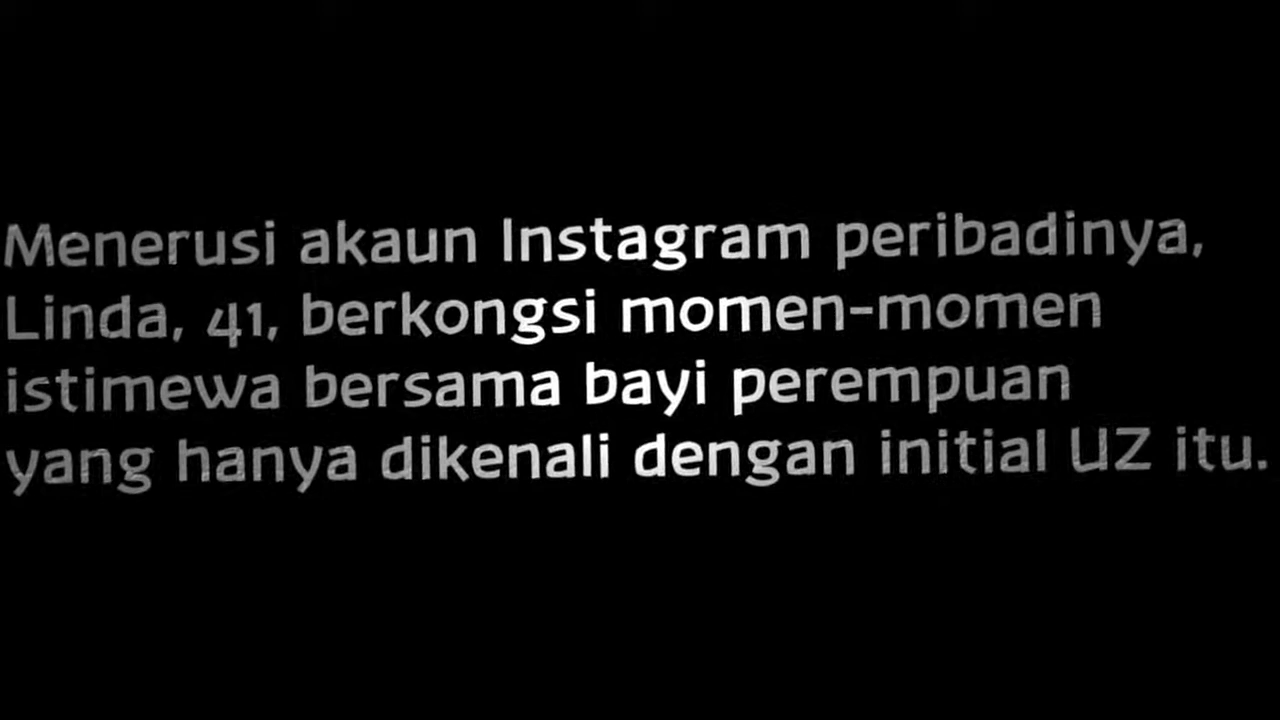 Menerusi akaun Instagram peribadinya,
Linda, 41, berkongsi momen-momen
istimewa bersama bayi perempuan
yang hanya dikenali dengan initial UZ itu.